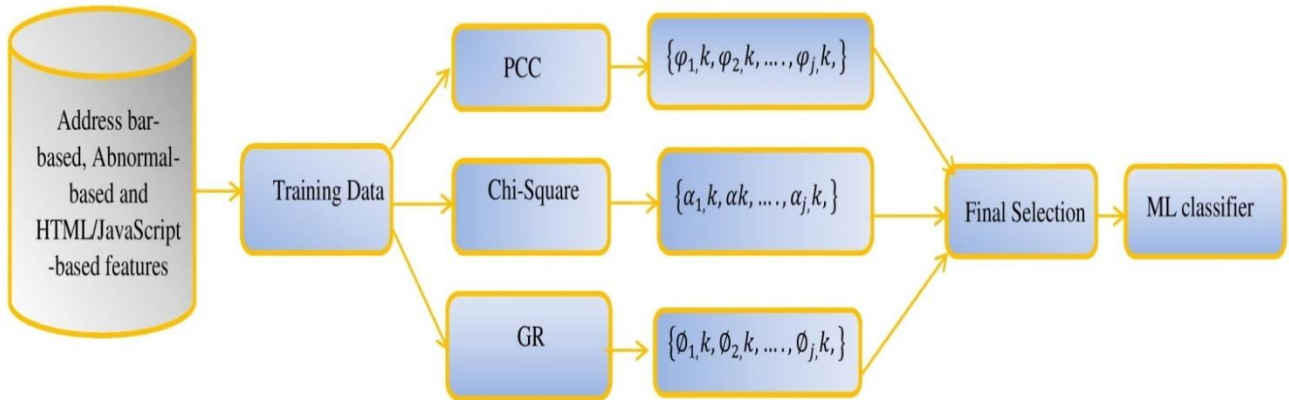 Address bar-
based, Abnormal-
based and
HTML/JavaScript
-based features
Training Data
PCC
{φ₁,k,φ₂,k,....,φⱼ,k,}
Chi-Square
{α₁,k,αk,....,αⱼ,k,}
GR
{∅₁,k,∅₂,k,....,∅ⱼ,k,}
Final Selection
ML classifier